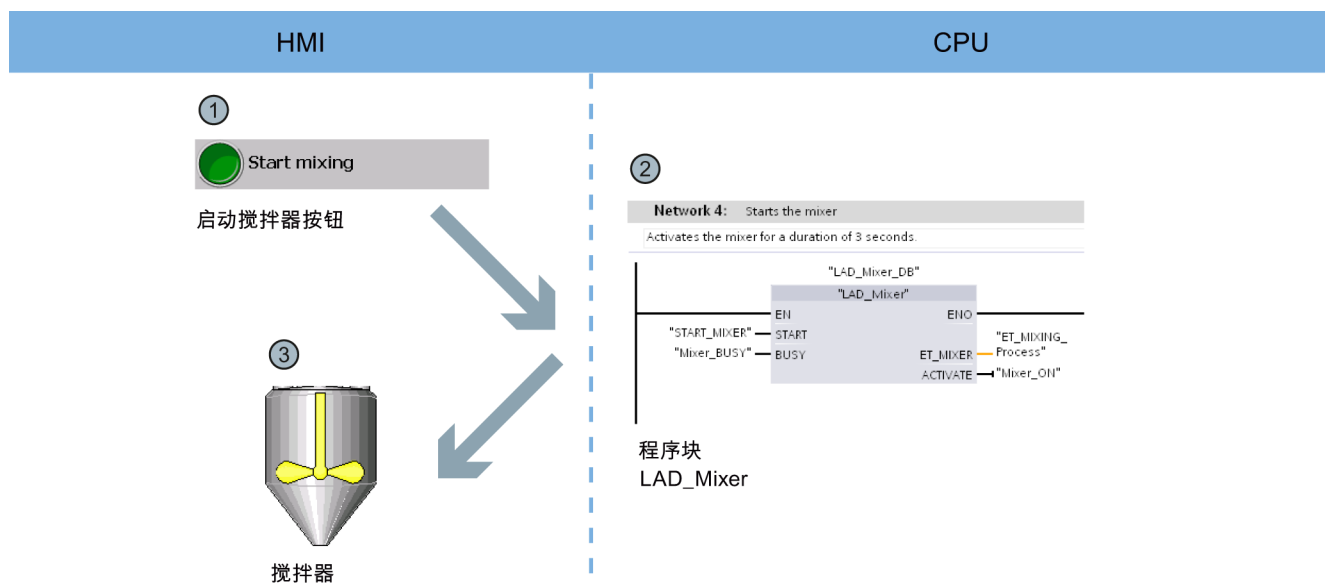 HMI
CPU
1
Start mixing
启动搅拌器按钮
2
Network 4: Starts the mixer
Activates the mixer for a duration of 3 seconds.
"LAD_Mixer_DB"
"LAD_Mixer"
EN ENO
"START_MIXER" START
"Mixer_BUSY" BUSY
ET_MIXER "ET_MIXING_
Process"
ACTIVATE "Mixer_ON"
程序块
LAD_Mixer
3
搅拌器